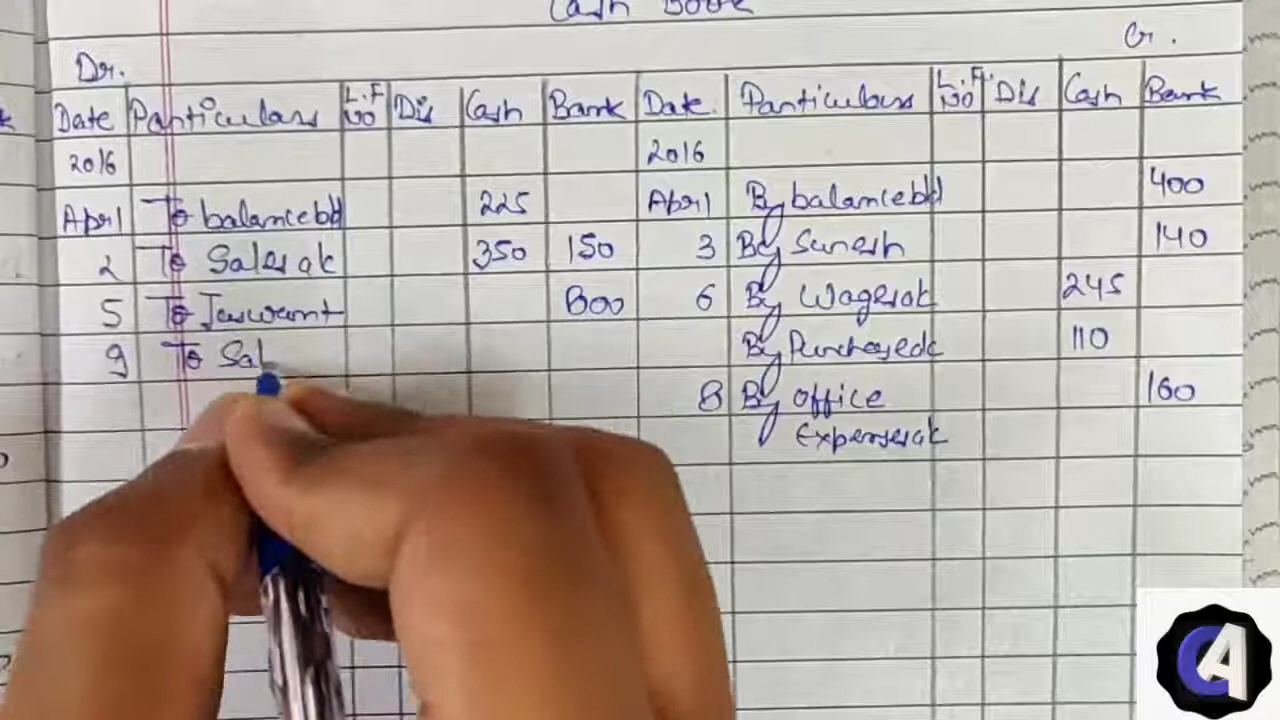 Cash Book
Dr. Cr.
Date Particulars L.F No Dis Cash Bank Date Particulars L.F. No Dis Cash Bank
2016 2016
April To balance b/d 225 April By balance b/d 400
2 To Sales a/c 350 150 3 By Suresh 140
5 To Jaswant 800 6 By Wages a/c 245
9 To Sal By Purchase a/c 110
8 By office 160
Expenses a/c
CA